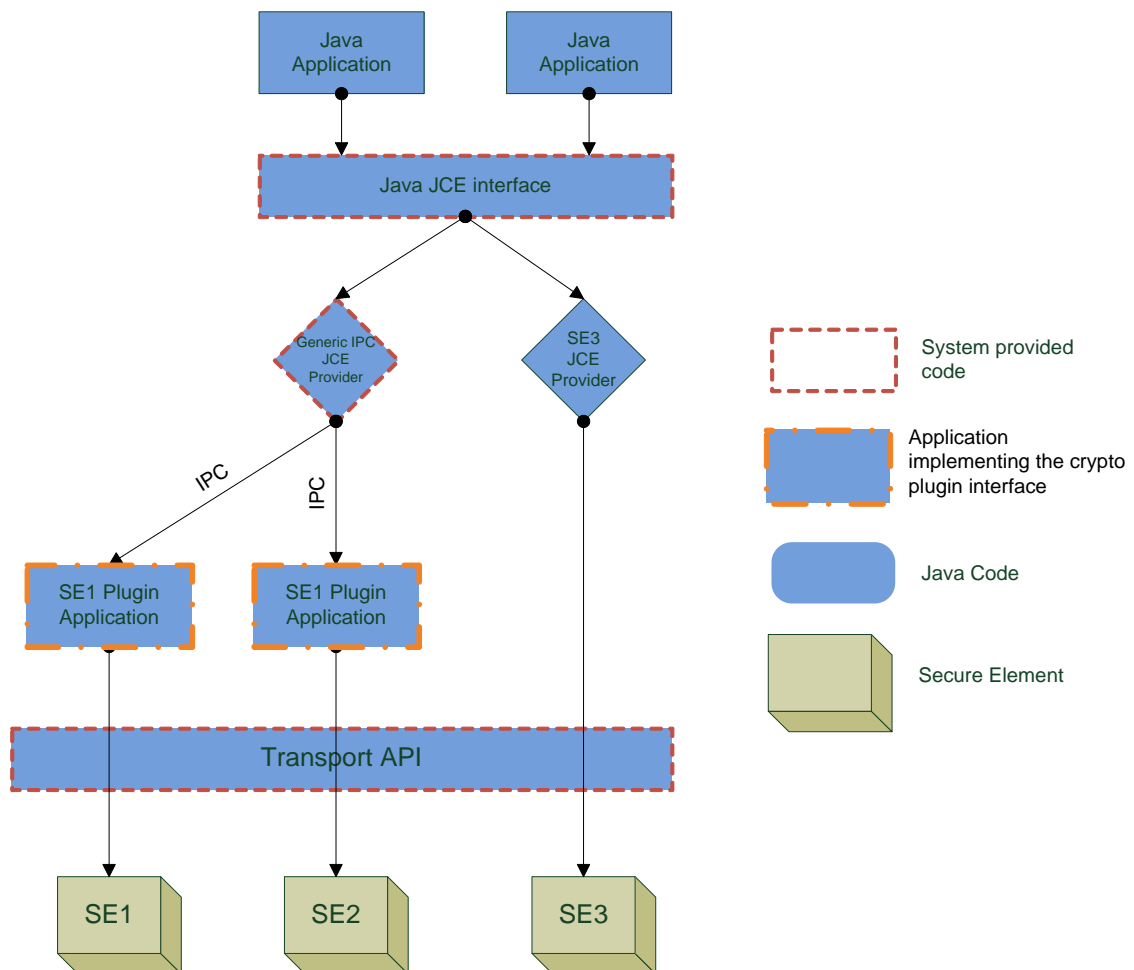 Java
Application
Java
Application
Java JCE interface
Generic IPC
JCE
Provider
SE3
JCE
Provider
System provided
code
Application
implementing the crypto
plugin interface
IPC
IPC
SE1 Plugin
Application
SE1 Plugin
Application
Java Code
Secure Element
Transport API
SE1
SE2
SE3